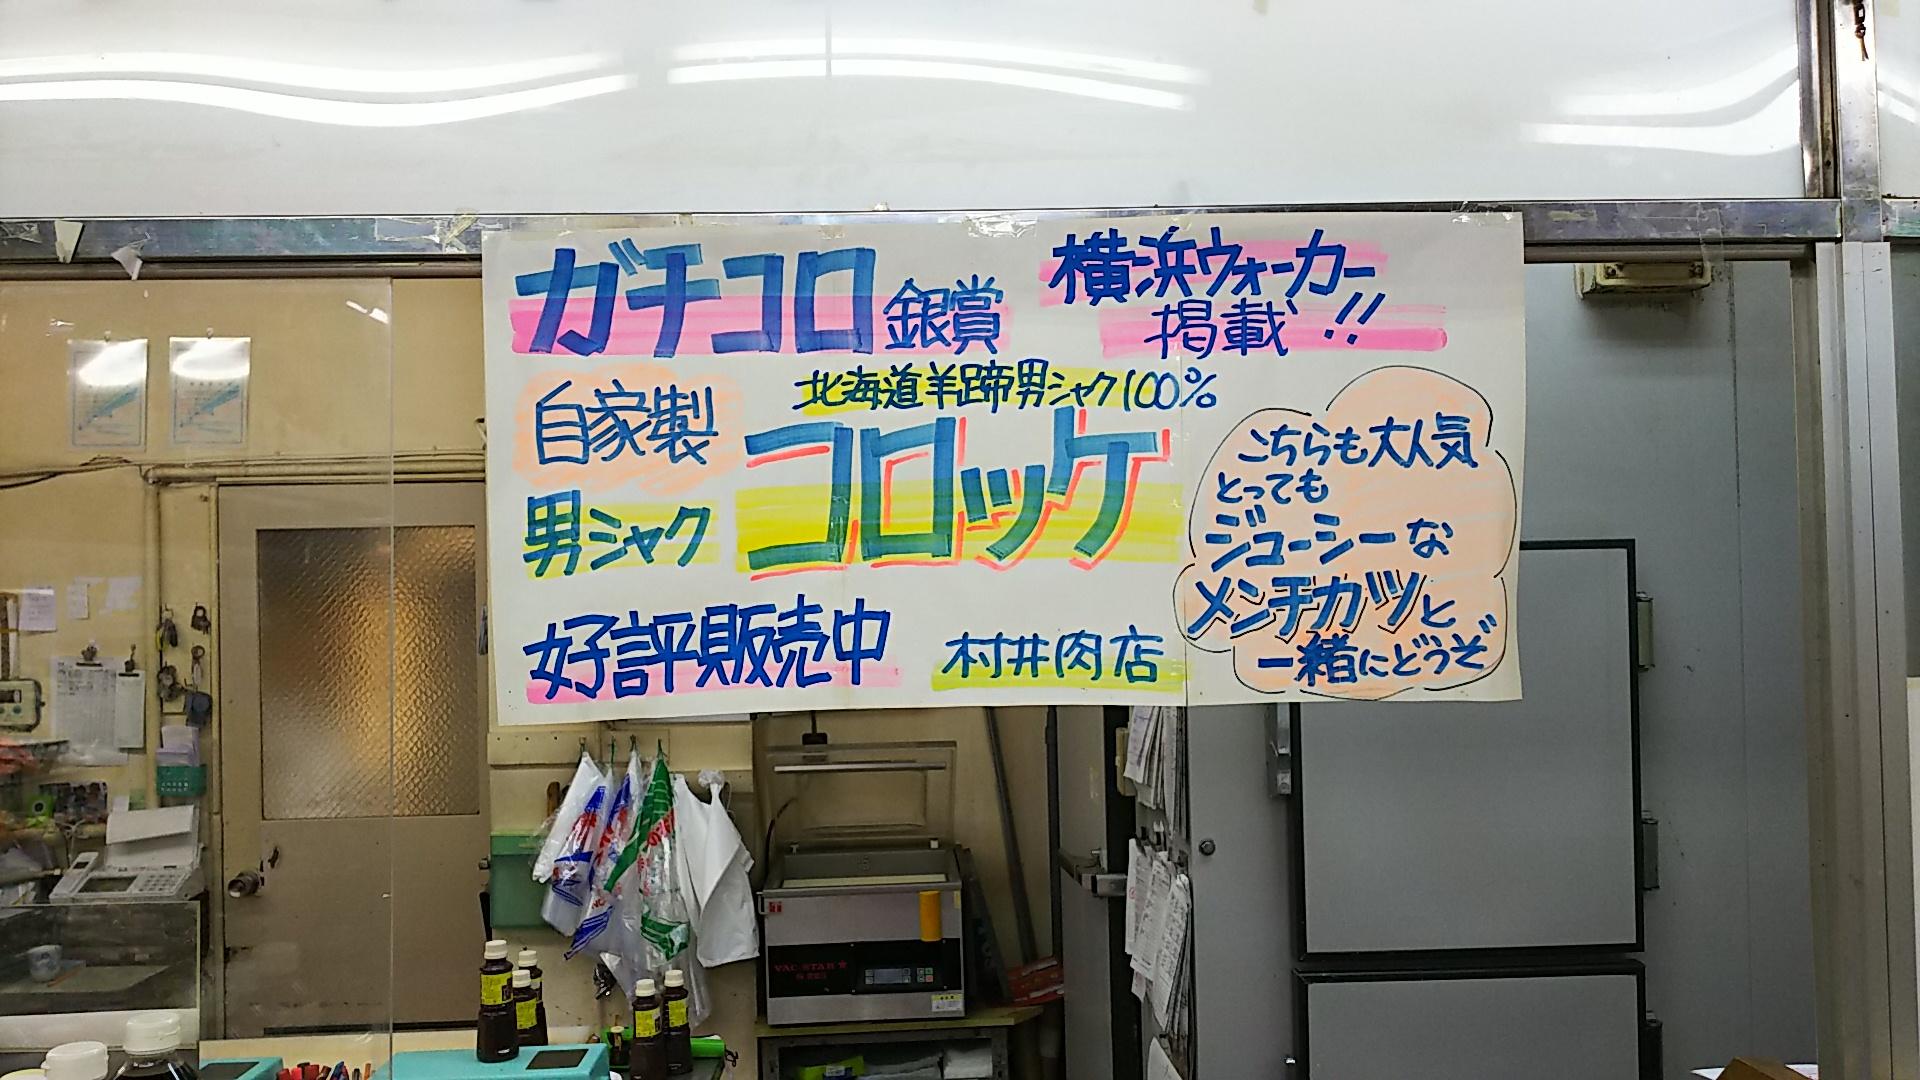 ガチコロ銀賞
横浜ウォーカー
掲載!!
北海道羊蹄男シャク100%
自家製
男シャク
コロッケ
好評販売中
村井肉店
こちらも大人気
とっても
ジューシーな
メンチカツと
一緒にどうぞ
VAC STAR